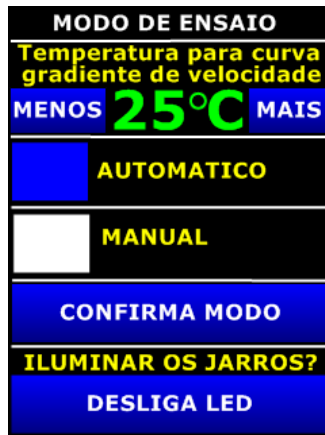 MODO DE ENSAIO
Temperatura para curva
gradiente de velocidade
MENOS 25°C MAIS
AUTOMATICO
MANUAL
CONFIRMA MODO
ILUMINAR OS JARROS?
DESLIGA LED